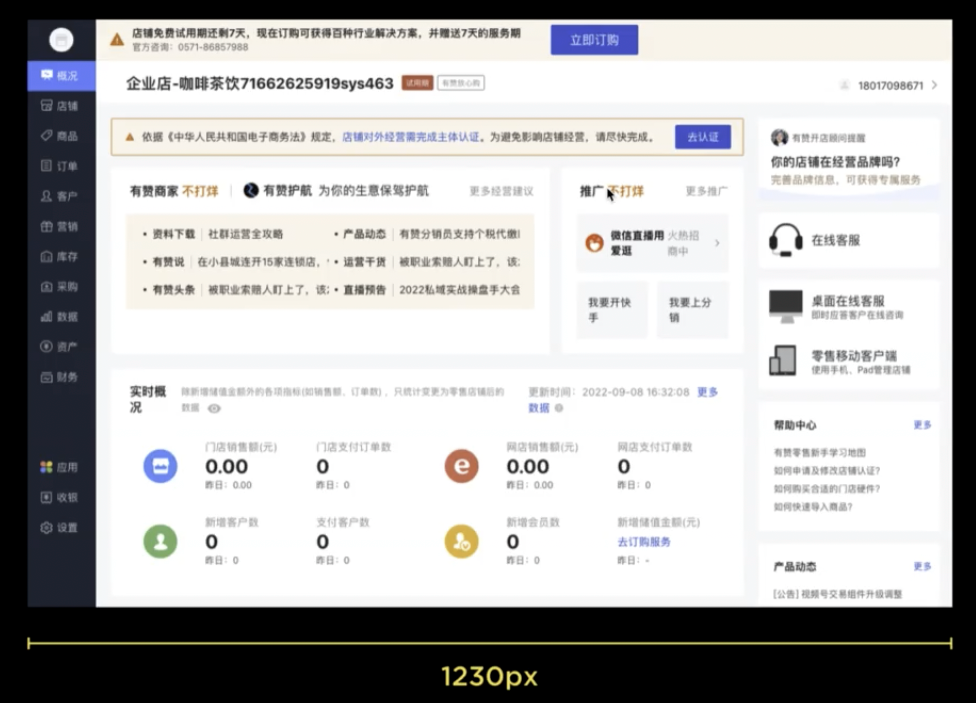 店铺免费试用期还剩7天，现在订购可获得百种行业解决方案，并赠送7天的服务期
官方咨询：0571-86857988
立即订购
概况
店铺
商品
订单
客户
营销
库存
采购
数据
资产
财务
应用
收银
设置
企业店-咖啡茶饮71662625919sys463
试用期
有赞放心购
18017098671
依据《中华人民共和国电子商务法》规定，店铺对外经营需完成主体认证。为避免影响店铺经营，请尽快完成。
去认证
有赞商家 不打烊
有赞护航 为你的生意保驾护航
更多经营建议
• 资料下载 | 社群运营全攻略
• 产品动态 | 有赞分销员支持个税代缴
• 有赞说 | 在小县城连开15家连锁店，
• 运营干货 | 被职业索赔人盯上了，该
• 有赞头条 | 被职业索赔人盯上了，该
• 直播预告 | 2022私域实战操盘手大会
推广 不打烊
更多推广
微信直播用 火热招
爱逛 商中
我要开快
手
我要上分
销
实时概
况
除新增储值金额外的各项指标(如销售额、订单数)，只统计变更为零售店铺后的
数据
更新时间：2022-09-08 16:32:08 更多
数据
门店销售额(元)
0.00
昨日：0.00
门店支付订单数
0
昨日：0
网店销售额(元)
0.00
昨日：0.00
网店支付订单数
0
昨日：0
新增客户数
0
昨日：0
支付客户数
0
昨日：0
新增会员数
0
昨日：0
新增储值金额(元)
去订购服务
昨日：-
有赞开店顾问提醒
你的店铺在经营品牌吗?
完善品牌信息，可获得专属服务
在线客服
桌面在线客服
即时应答客户在线咨询
零售移动客户端
使用手机、Pad管理店铺
帮助中心
更多
有赞零售新手学习地图
如何申请及修改店铺认证?
如何购买合适的门店硬件?
如何快速导入商品?
产品动态
更多
[公告] 视频号交易组件升级调整
1230px